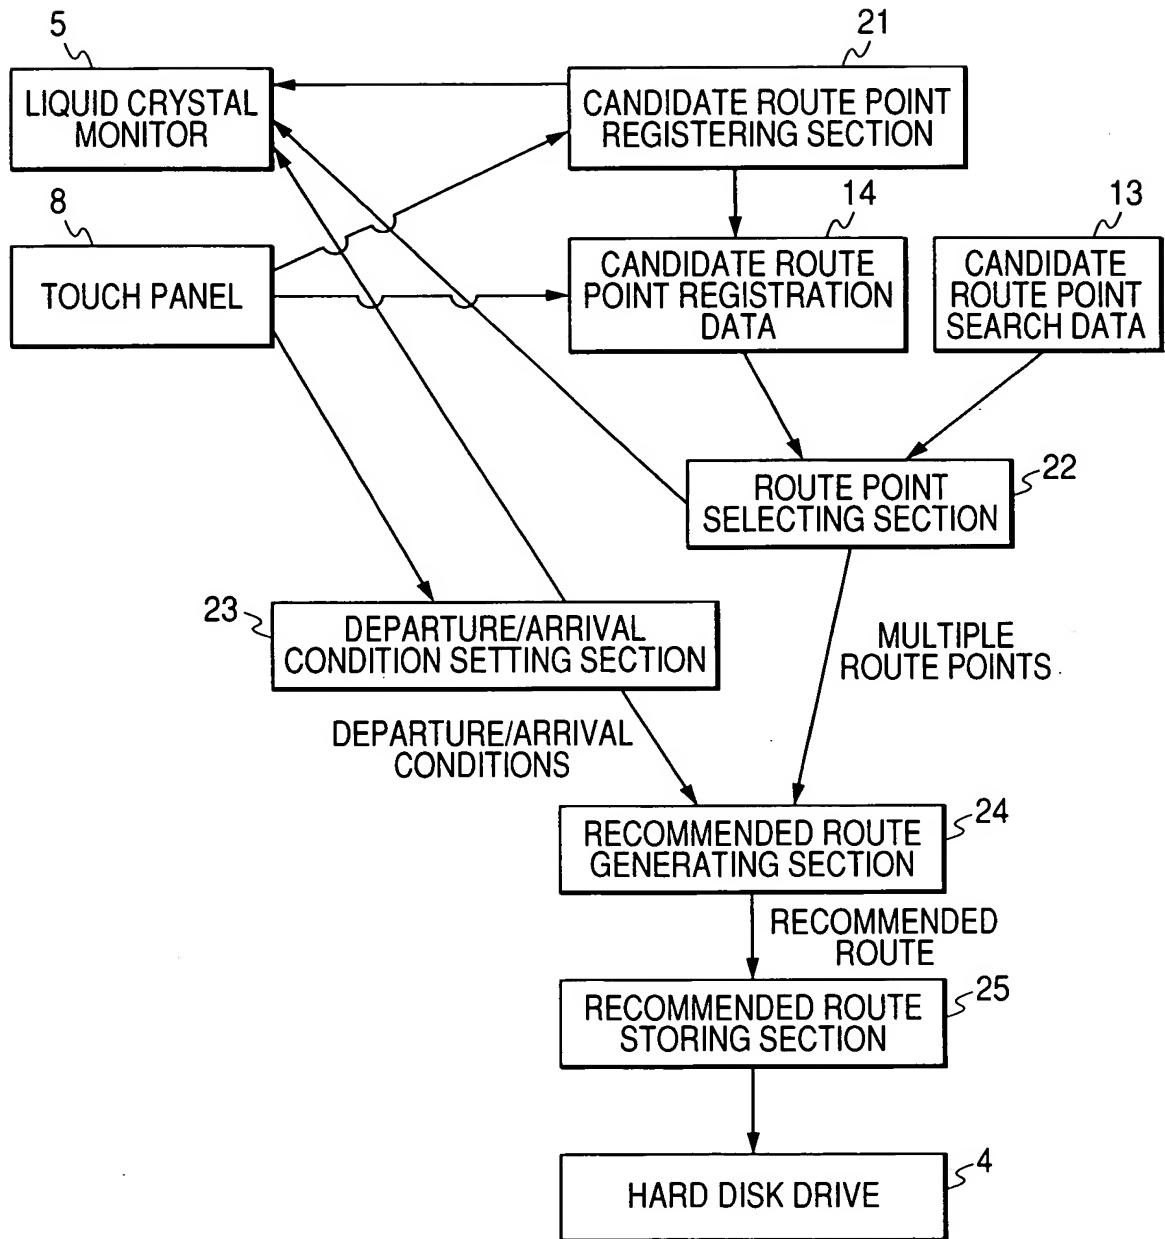 5
LIQUID CRYSTAL
MONITOR
21
CANDIDATE ROUTE POINT
REGISTERING SECTION
8
TOUCH PANEL
14
CANDIDATE ROUTE
POINT REGISTRATION
DATA
13
CANDIDATE
ROUTE POINT
SEARCH DATA
22
ROUTE POINT
SELECTING SECTION
23
DEPARTURE/ARRIVAL
CONDITION SETTING SECTION
MULTIPLE
ROUTE POINTS
DEPARTURE/ARRIVAL
CONDITIONS
24
RECOMMENDED ROUTE
GENERATING SECTION
RECOMMENDED
ROUTE
25
RECOMMENDED ROUTE
STORING SECTION
4
HARD DISK DRIVE